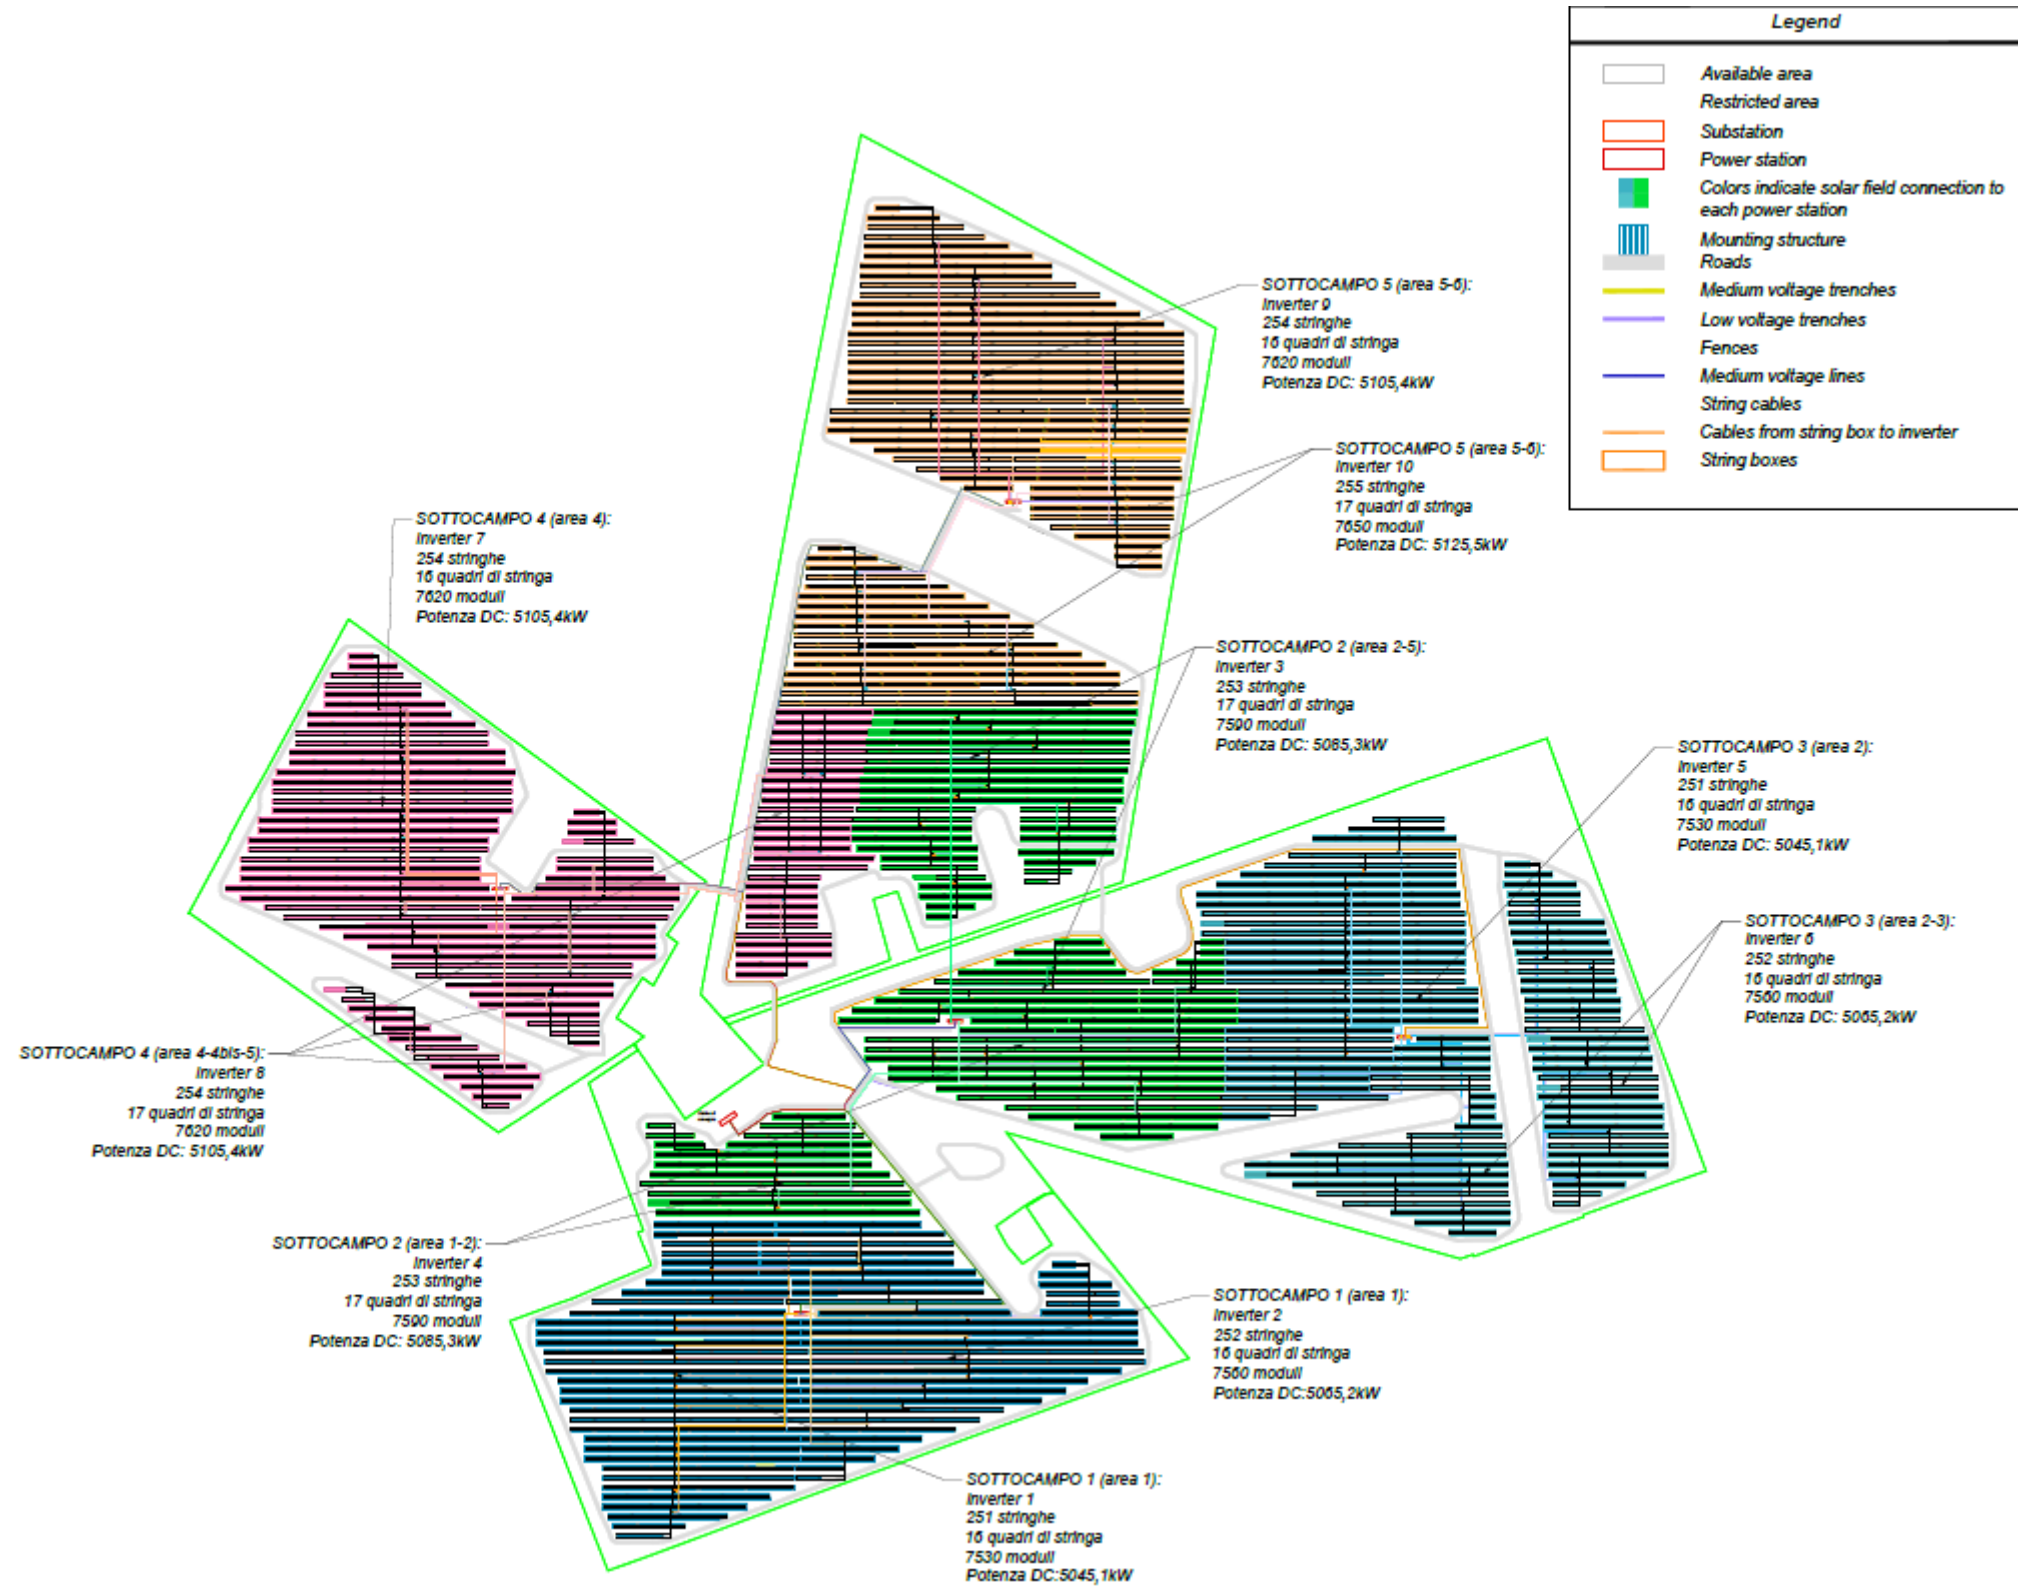 Legend
Available area
Restricted area
Substation
Power station
Colors indicate solar field connection to
each power station
Mounting structure
Roads
Medium voltage trenches
Low voltage trenches
Fences
Medium voltage lines
String cables
Cables from string box to inverter
String boxes
SOTTOCAMPO 5 (area 5-6):
Inverter 9
254 stringhe
16 quadri di stringa
7620 moduli
Potenza DC: 5105,4kW
SOTTOCAMPO 5 (area 5-6):
Inverter 10
255 stringhe
17 quadri di stringa
7650 moduli
Potenza DC: 5125,5kW
SOTTOCAMPO 4 (area 4):
Inverter 7
254 stringhe
16 quadri di stringa
7620 moduli
Potenza DC: 5105,4kW
SOTTOCAMPO 2 (area 2-5):
Inverter 3
253 stringhe
17 quadri di stringa
7590 moduli
Potenza DC: 5085,3kW
SOTTOCAMPO 3 (area 2):
Inverter 5
251 stringhe
16 quadri di stringa
7530 moduli
Potenza DC: 5045,1kW
SOTTOCAMPO 3 (area 2-3):
Inverter 6
252 stringhe
16 quadri di stringa
7560 moduli
Potenza DC: 5065,2kW
SOTTOCAMPO 4 (area 4-4bis-5):
Inverter 8
254 stringhe
17 quadri di stringa
7620 moduli
Potenza DC: 5105,4kW
SOTTOCAMPO 2 (area 1-2):
Inverter 4
253 stringhe
17 quadri di stringa
7590 moduli
Potenza DC: 5085,3kW
SOTTOCAMPO 1 (area 1):
Inverter 2
252 stringhe
16 quadri di stringa
7560 moduli
Potenza DC:5065,2kW
SOTTOCAMPO 1 (area 1):
Inverter 1
251 stringhe
16 quadri di stringa
7530 moduli
Potenza DC:5045,1kW